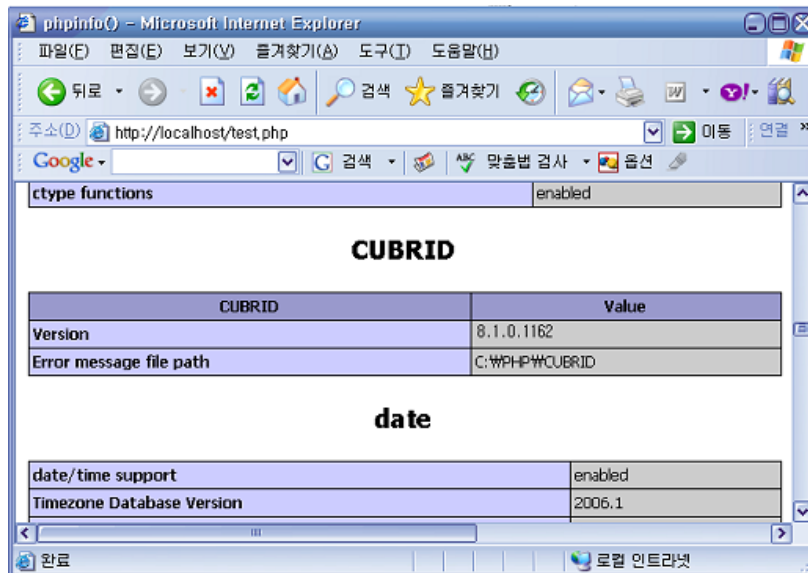 phpinfo() - Microsoft Internet Explorer
파일(F) 편집(E) 보기(V) 즐겨찾기(A) 도구(T) 도움말(H)
뒤로 검색 즐겨찾기
주소(D) http://localhost/test.php 이동 연결 »
Google 검색 ABC 맞춤법 검사 옵션
ctype functions enabled
CUBRID
CUBRID Value
Version 8.1.0.1162
Error message file path C:₩PHP₩CUBRID
date
date/time support enabled
Timezone Database Version 2006.1
완료 로컬 인트라넷